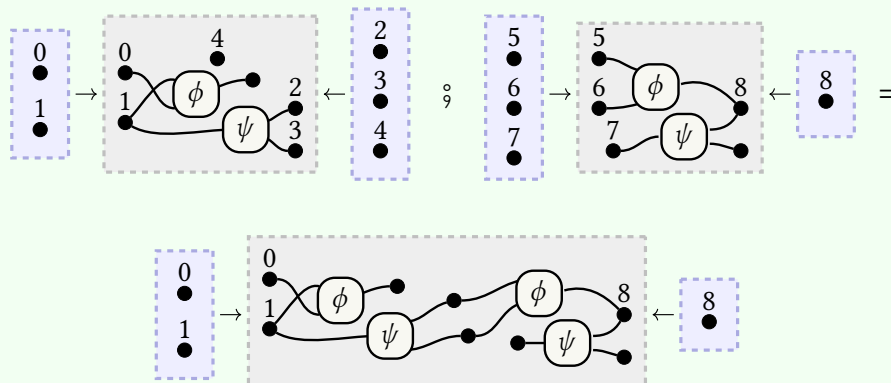 0 1 → 0 1 4 ϕ ψ 2 3 ← 2 3 4 ⨟ 5 6 7 → 5 6 7 ϕ ψ 8 ← 8 =
0 1 → 0 1 ϕ ψ ϕ ψ 8 ← 8